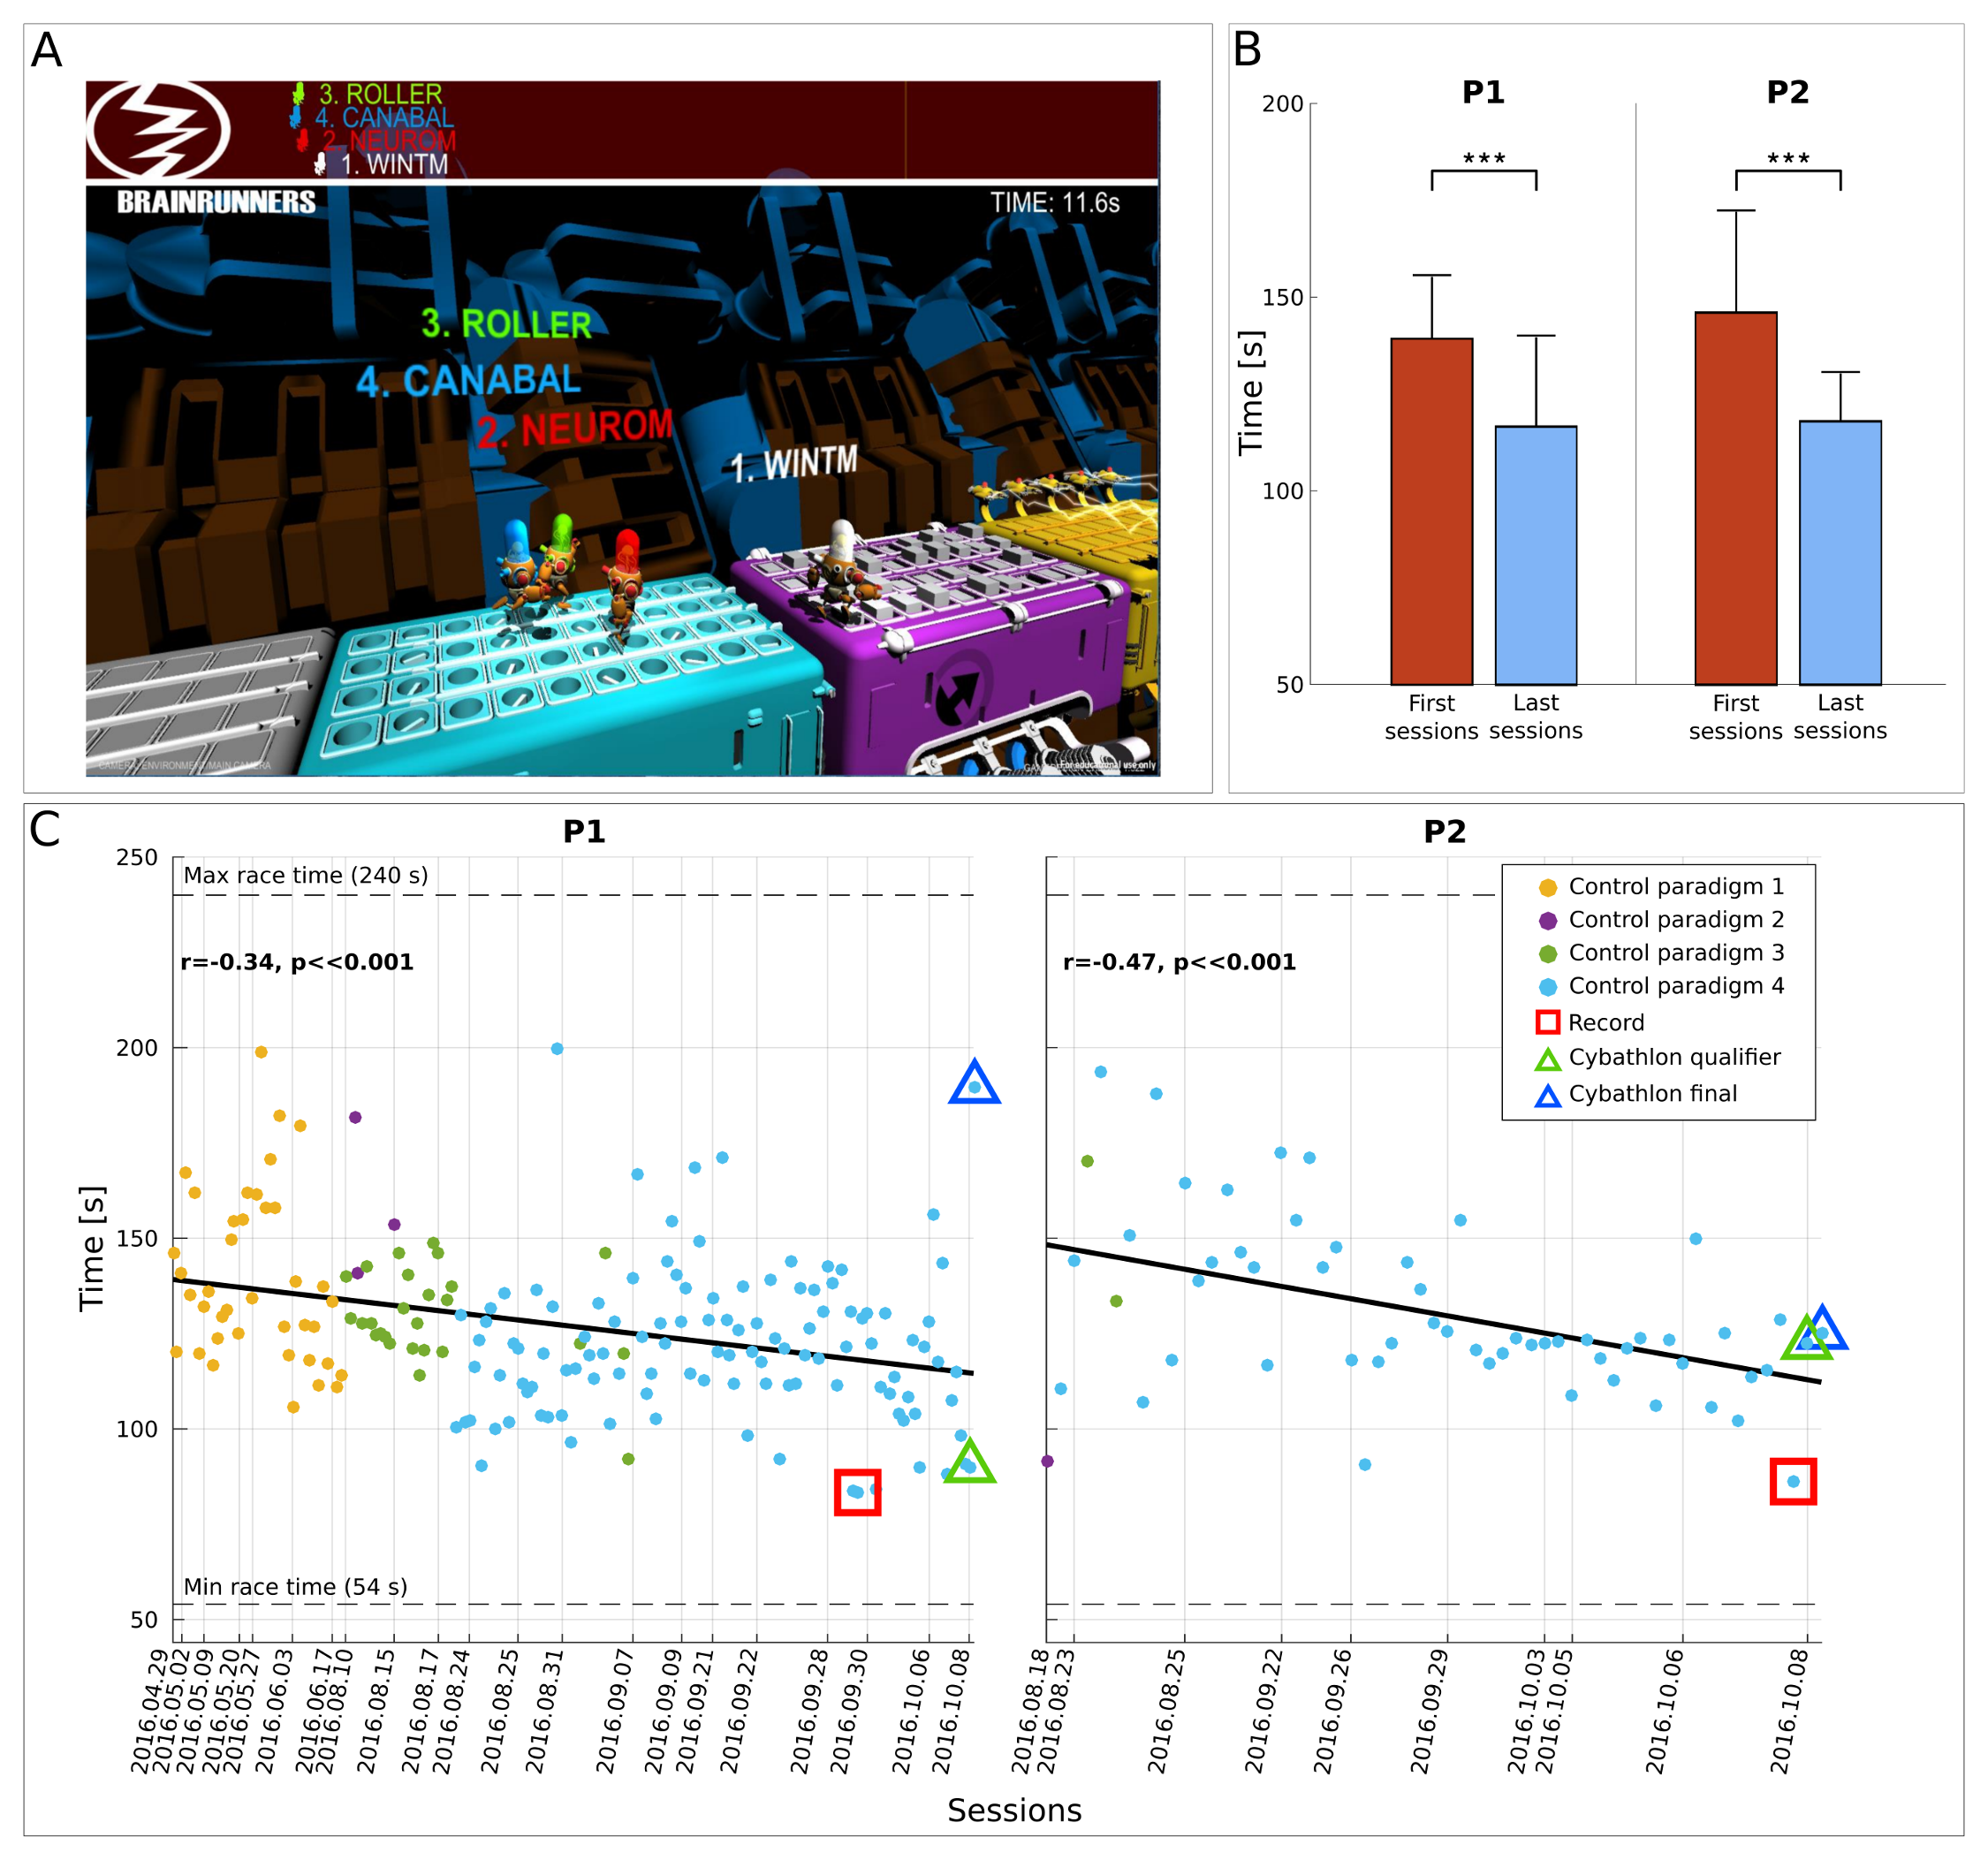 A
3. ROLLER
4. CANABAL
2. NEUROM
1. WINTM
BRAINRUNNERS
TIME: 11.6s
3. ROLLER
4. CANABAL
2. NEUROM
1. WINTM
CAMERA: ENVIRONMENT/MAIN CAMERA
For educational use only
B
P1
P2
200
150
100
50
Time [s]
***
***
First
sessions
Last
sessions
First
sessions
Last
sessions
C
P1
P2
250
200
150
100
50
Time [s]
Max race time (240 s)
r=-0.34, p<<0.001
Min race time (54 s)
r=-0.47, p<<0.001
Control paradigm 1
Control paradigm 2
Control paradigm 3
Control paradigm 4
Record
Cybathlon qualifier
Cybathlon final
2016.04.29
2016.05.02
2016.05.09
2016.05.20
2016.05.27
2016.06.03
2016.06.17
2016.08.10
2016.08.15
2016.08.17
2016.08.24
2016.08.25
2016.08.31
2016.09.07
2016.09.09
2016.09.21
2016.09.22
2016.09.28
2016.09.30
2016.10.06
2016.10.08
2016.08.18
2016.08.23
2016.08.25
2016.09.22
2016.09.26
2016.09.29
2016.10.03
2016.10.05
2016.10.06
2016.10.08
Sessions